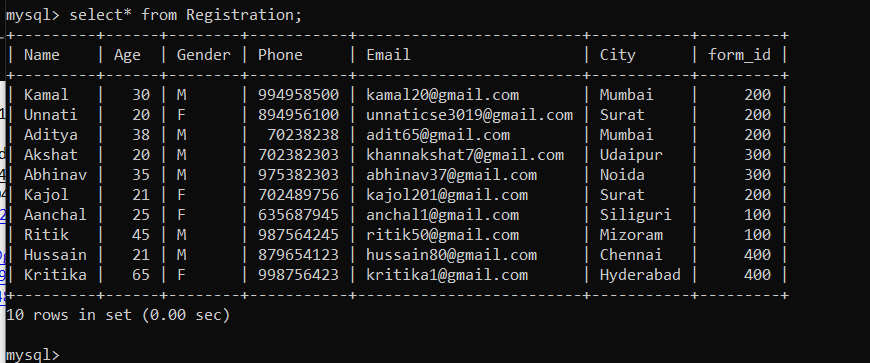 mysql> select* from Registration;
+---------+------+--------+-----------+------------------------+-----------+---------+
| Name | Age | Gender | Phone | Email | City | form_id |
+---------+------+--------+-----------+------------------------+-----------+---------+
| Kamal | 30 | M | 994958500 | kamal20@gmail.com | Mumbai | 200 |
| Unnati | 20 | F | 894956100 | unnaticse3019@gmail.com | Surat | 200 |
| Aditya | 38 | M | 70238238 | adit65@gmail.com | Mumbai | 200 |
| Akshat | 20 | M | 702382303 | khannakshat7@gmail.com | Udaipur | 300 |
| Abhinav | 35 | M | 975382303 | abhinav37@gmail.com | Noida | 300 |
| Kajol | 21 | F | 702489756 | kajol201@gmail.com | Surat | 200 |
| Aanchal | 25 | F | 635687945 | anchal1@gmail.com | Siliguri | 100 |
| Ritik | 45 | M | 987564245 | ritik50@gmail.com | Mizoram | 100 |
| Hussain | 21 | M | 879654123 | hussain80@gmail.com | Chennai | 400 |
| Kritika | 65 | F | 998756423 | kritika1@gmail.com | Hyderabad | 400 |
+---------+------+--------+-----------+------------------------+-----------+---------+
10 rows in set (0.00 sec)
mysql>